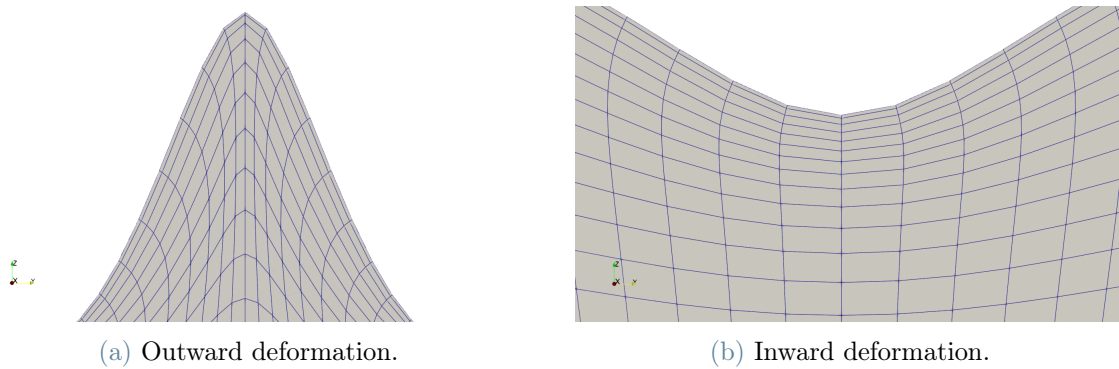 Z
X Y
Z
X Y
(a) Outward deformation.
(b) Inward deformation.